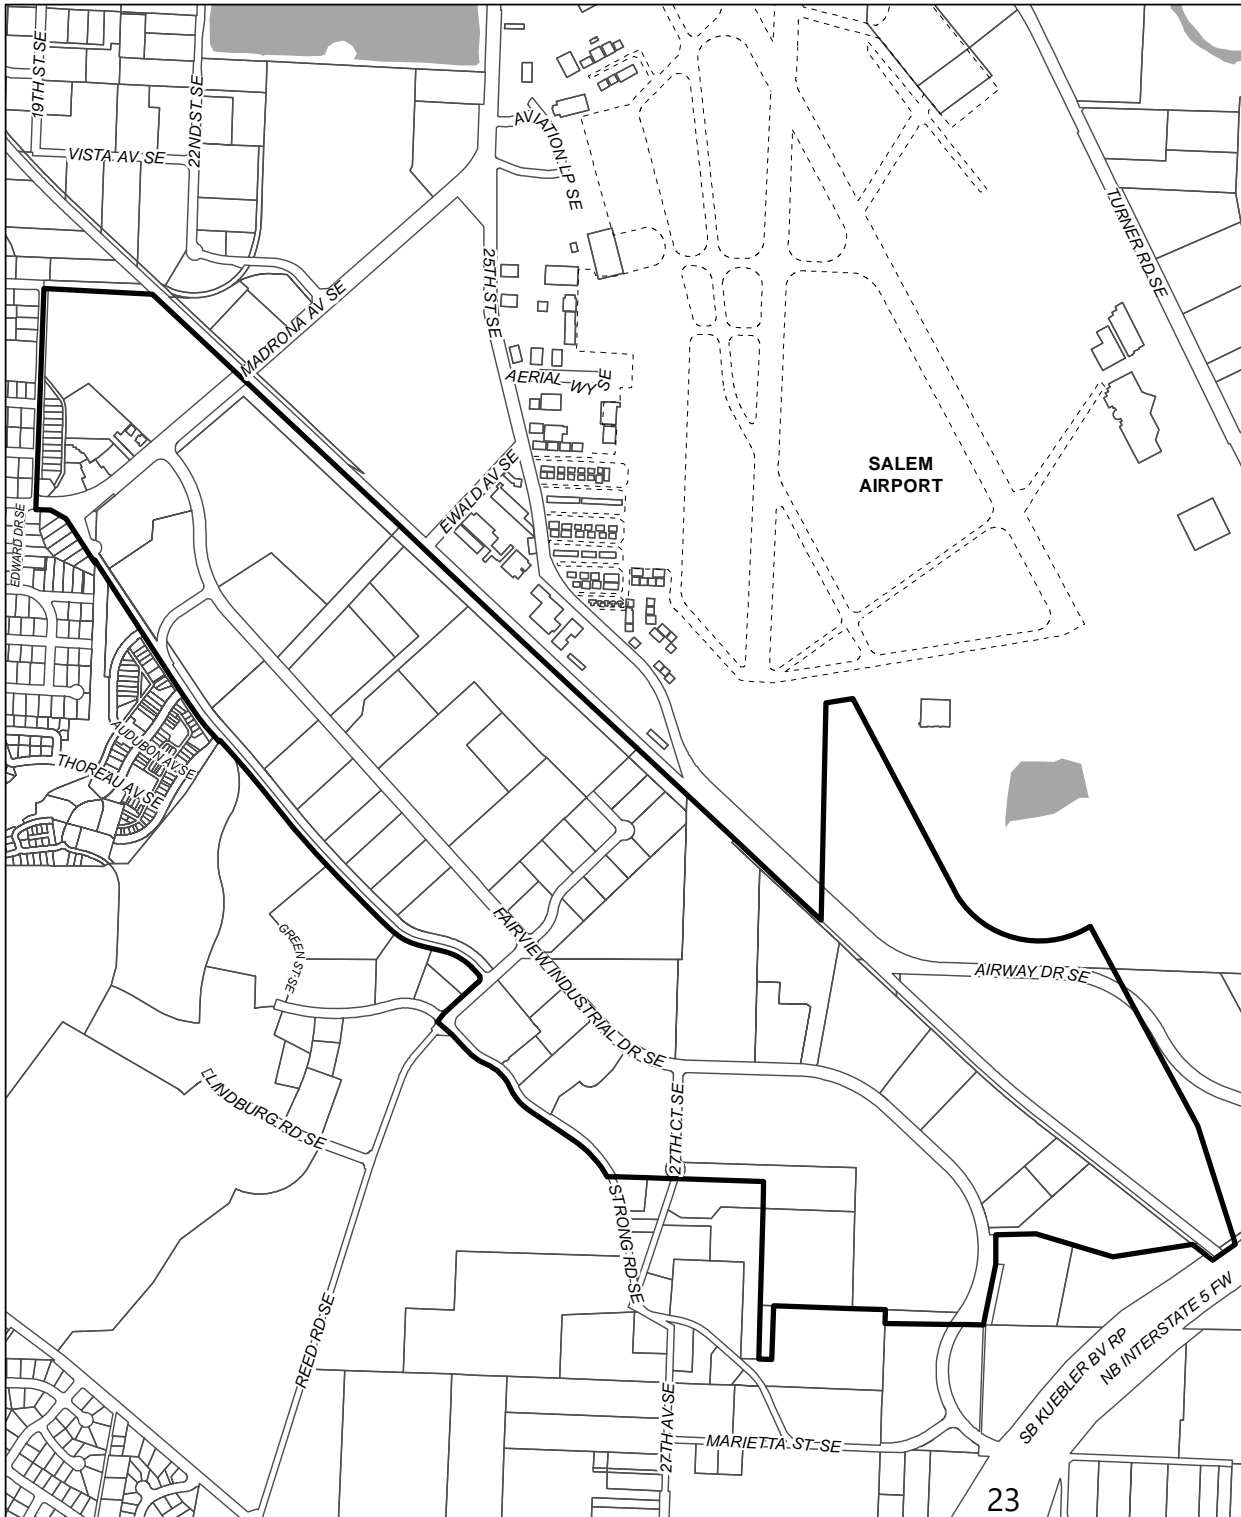 19TH ST SE
22ND ST SE
VISTA AV SE
AVIATION LP SE
TURNER RD SE
25TH ST SE
MADRONA AV SE
AERIAL WY SE
SALEM
AIRPORT
EWALD AV SE
EDWARD DR SE
AUDUBON AV SE
THOREAU AV SE
GREEN ST SE
FAIRVIEW INDUSTRIAL DR SE
AIRWAY DR SE
LINDBURG RD SE
27TH CT SE
STRONG RD SE
REED RD SE
SB KUEBLER BV RP
NB INTERSTATE 5 FW
27TH AV SE
MARIETTA ST SE
23